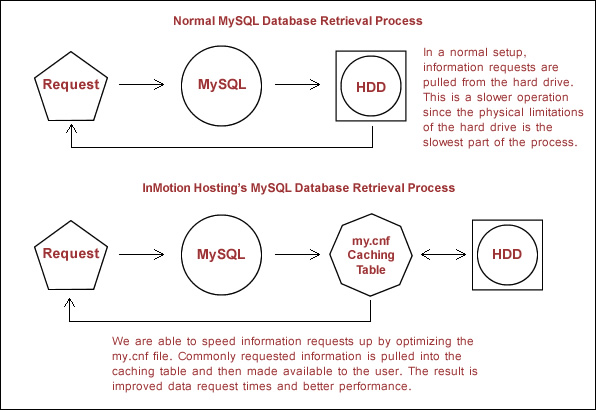 Normal MySQL Database Retrieval Process
Request
MySQL
HDD
In a normal setup,
information requests are
pulled from the hard drive.
This is a slower operation
since the physical limitations
of the hard drive is the
slowest part of the process.
InMotion Hosting's MySQL Database Retrieval Process
Request
MySQL
my.cnf
Caching
Table
HDD
We are able to speed information requests up by optimizing the
my.cnf file. Commonly requested information is pulled into the
caching table and then made available to the user. The result is
improved data request times and better performance.